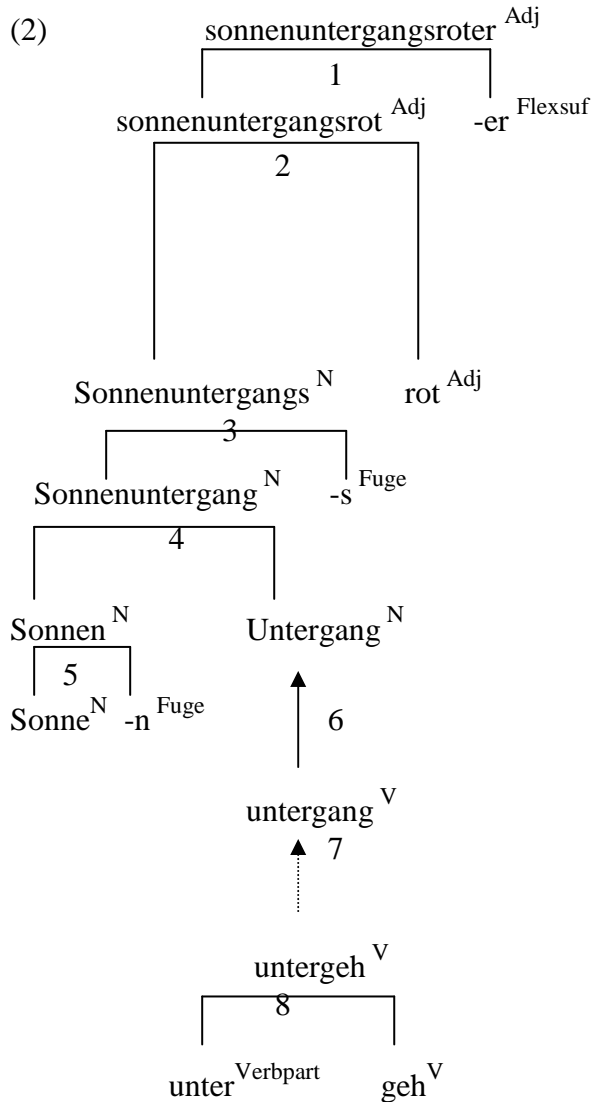 (2) sonnenuntergangsroter Adj
1
sonnenuntergangsrot Adj -er Flexsuf
2
Sonnenuntergangs N rot Adj
3
Sonnenuntergang N -s Fuge
4
Sonnen N Untergang N
5
Sonne N -n Fuge 6
untergang V
7
untergeh V
8
unter Verbpart geh V